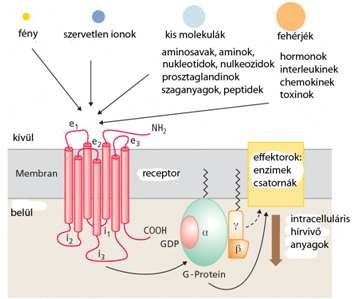 fény
szervetlen ionok
kis molekulák
fehérjék
aminosavak, aminok,
nukleotidok, nulkeozidok
prosztaglandinok
szaganyagok, peptidek
hormonok
interleukinek
chemokinek
toxinok
kívül
e1
e2
e3
NH2
Membran
receptor
effektorok:
enzimek
csatornák
belül
i1
i2
i3
COOH
GDP
α
γ
β
G-Protein
intracelluláris
hírvivő
anyagok